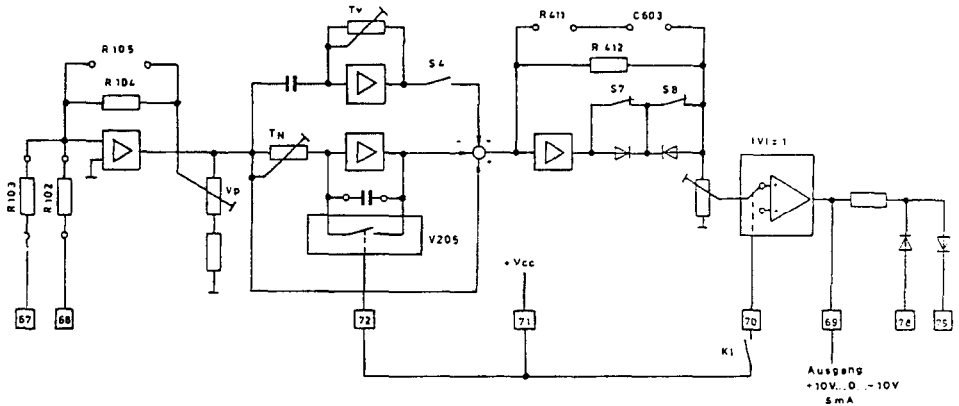 Tv
R411
C603
R105
R412
S4
R104
S7
S8
TN
|V|=1
R103
R102
Vp
V205
+Vcc
67
68
72
71
70
69
76
75
K1
Ausgang
+10V...0...-10V
5mA